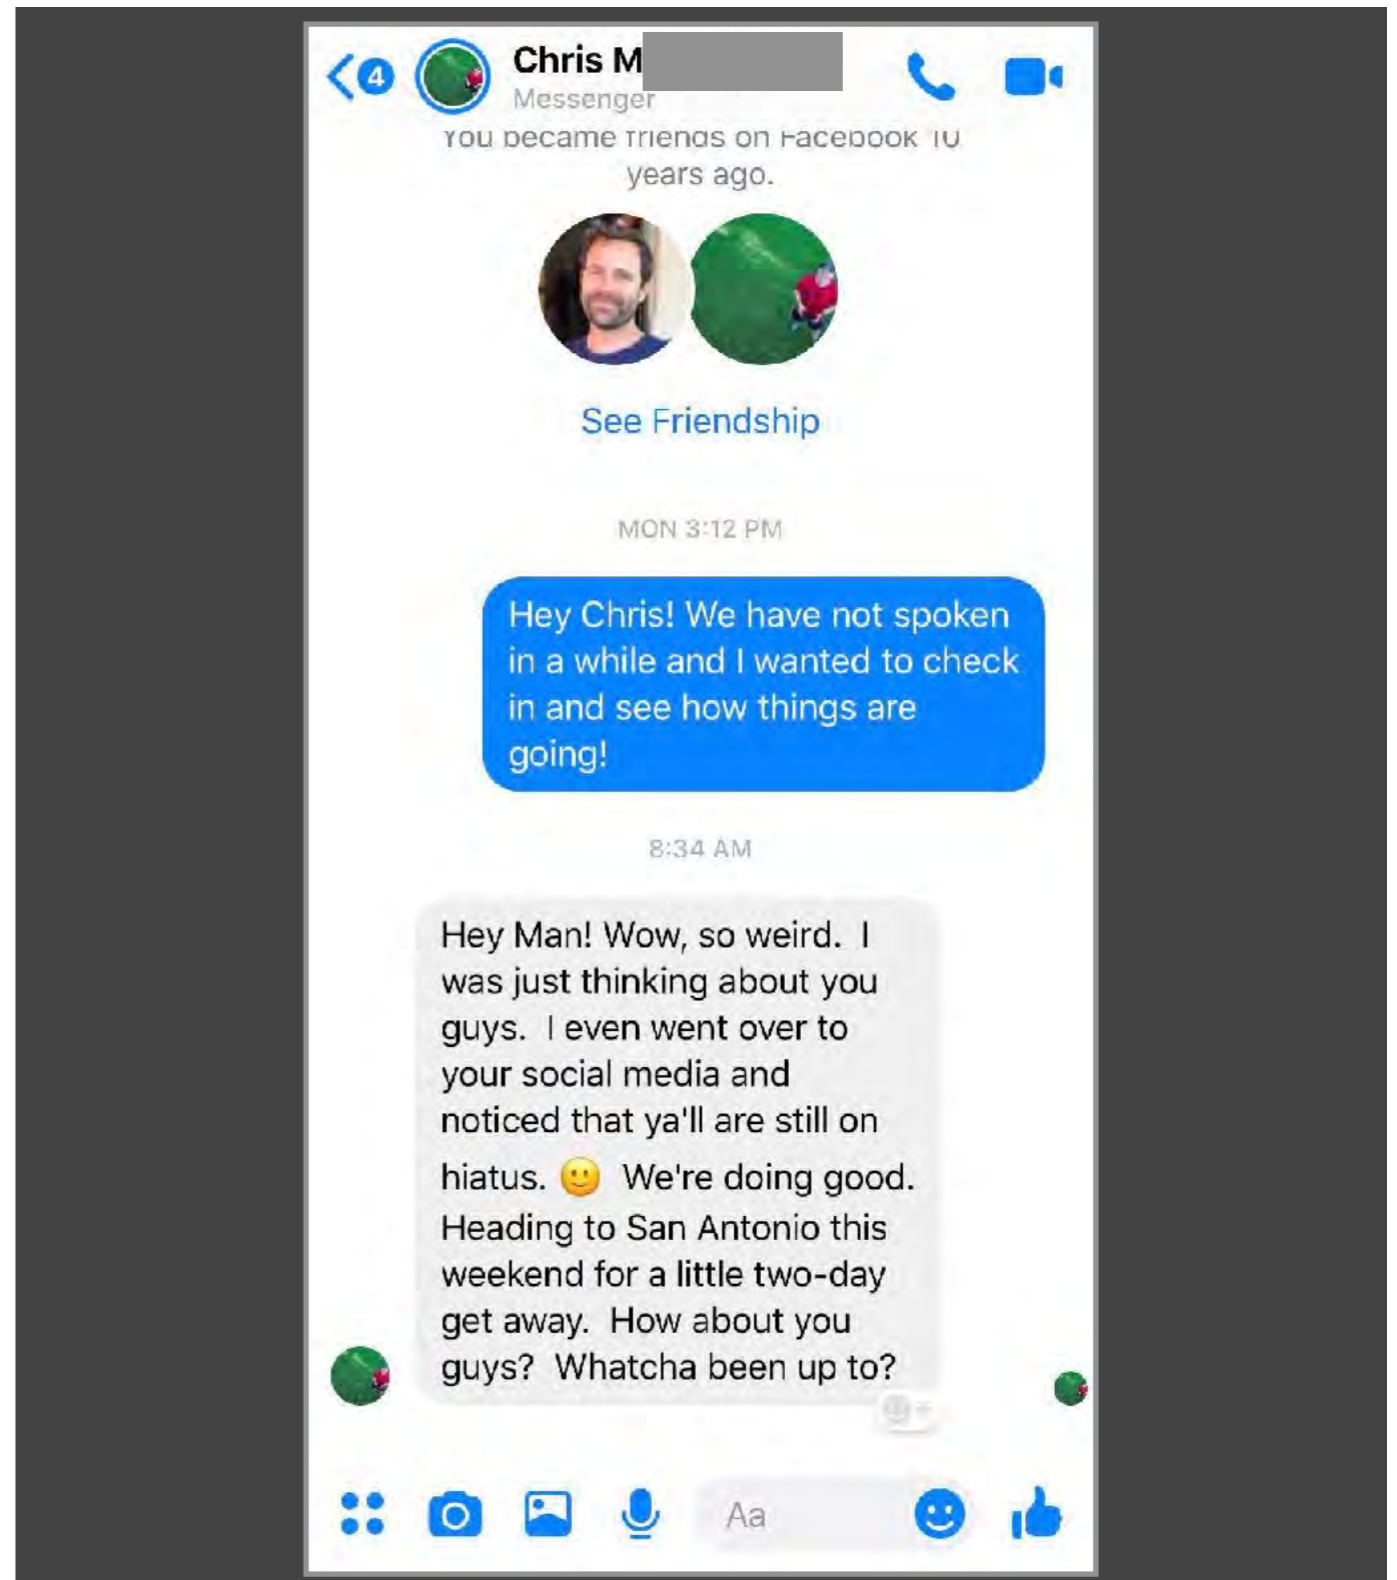 4
Chris M
Messenger
You became friends on Facebook 10
years ago.
See Friendship
MON 3:12 PM
Hey Chris! We have not spoken
in a while and I wanted to check
in and see how things are
going!
8:34 AM
Hey Man! Wow, so weird.  I
was just thinking about you
guys.  I even went over to
your social media and
noticed that ya'll are still on
hiatus. 🙂  We're doing good.
Heading to San Antonio this
weekend for a little two-day
get away.  How about you
guys?  Whatcha been up to?
Aa